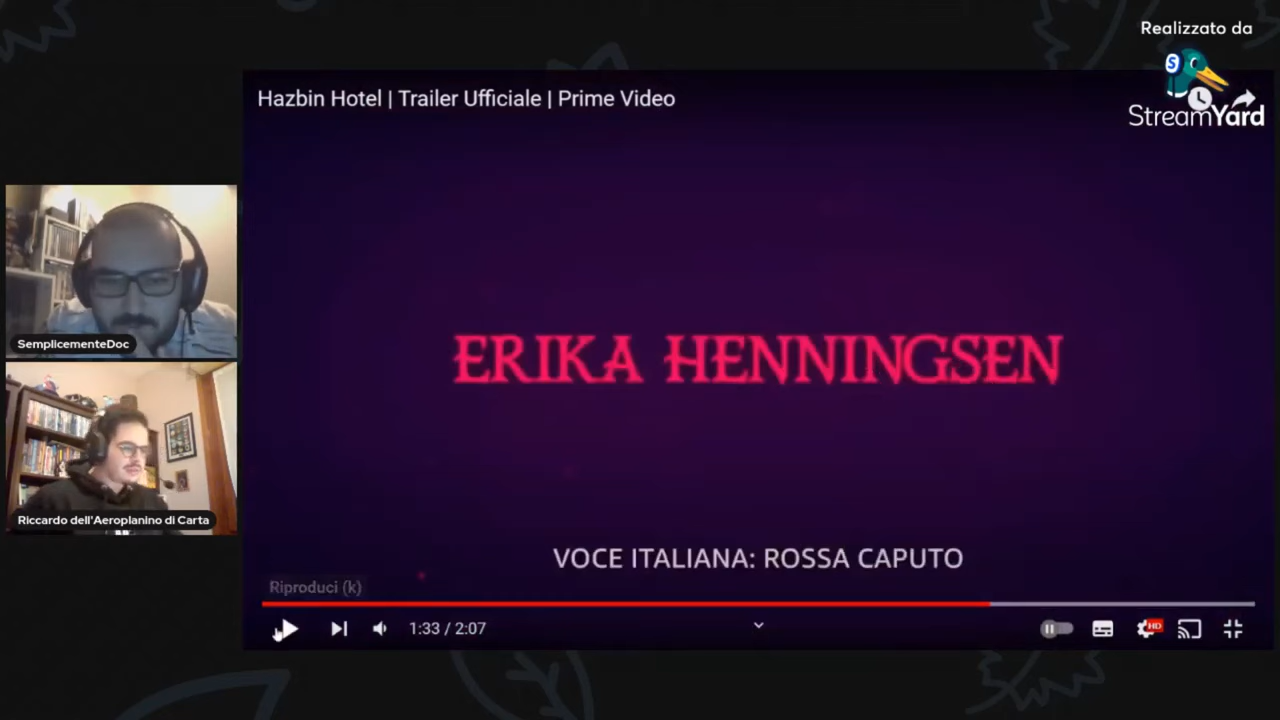 Realizzato da
StreamYard
Hazbin Hotel | Trailer Ufficiale | Prime Video
SemplicementeDoc
ERIKA HENNINGSEN
Riccardo dell'Aeroplanino di Carta
VOCE ITALIANA: ROSSA CAPUTO
Riproduci (k)
1:33 / 2:07
HD